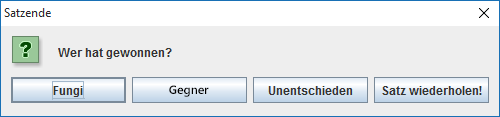 Satzende
?
Wer hat gewonnen?
Fungi
Gegner
Unentschieden
Satz wiederholen!